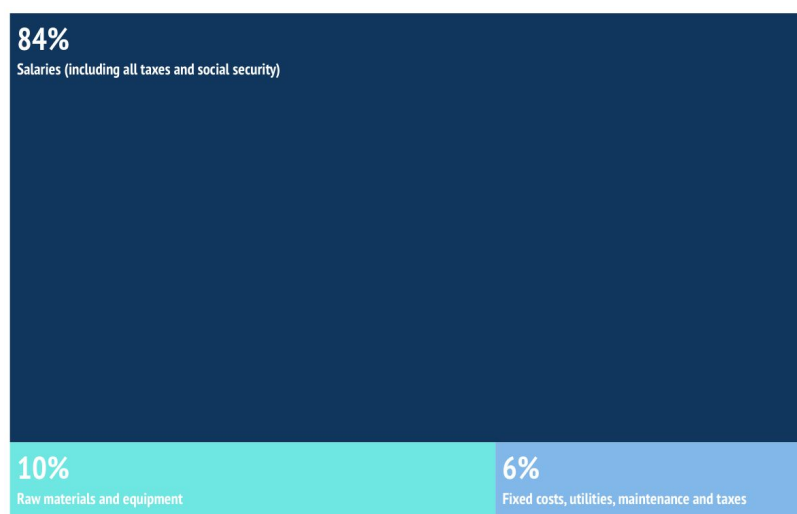 84%
Salaries (including all taxes and social security)
10%
Raw materials and equipment
6%
Fixed costs, utilities, maintenance and taxes